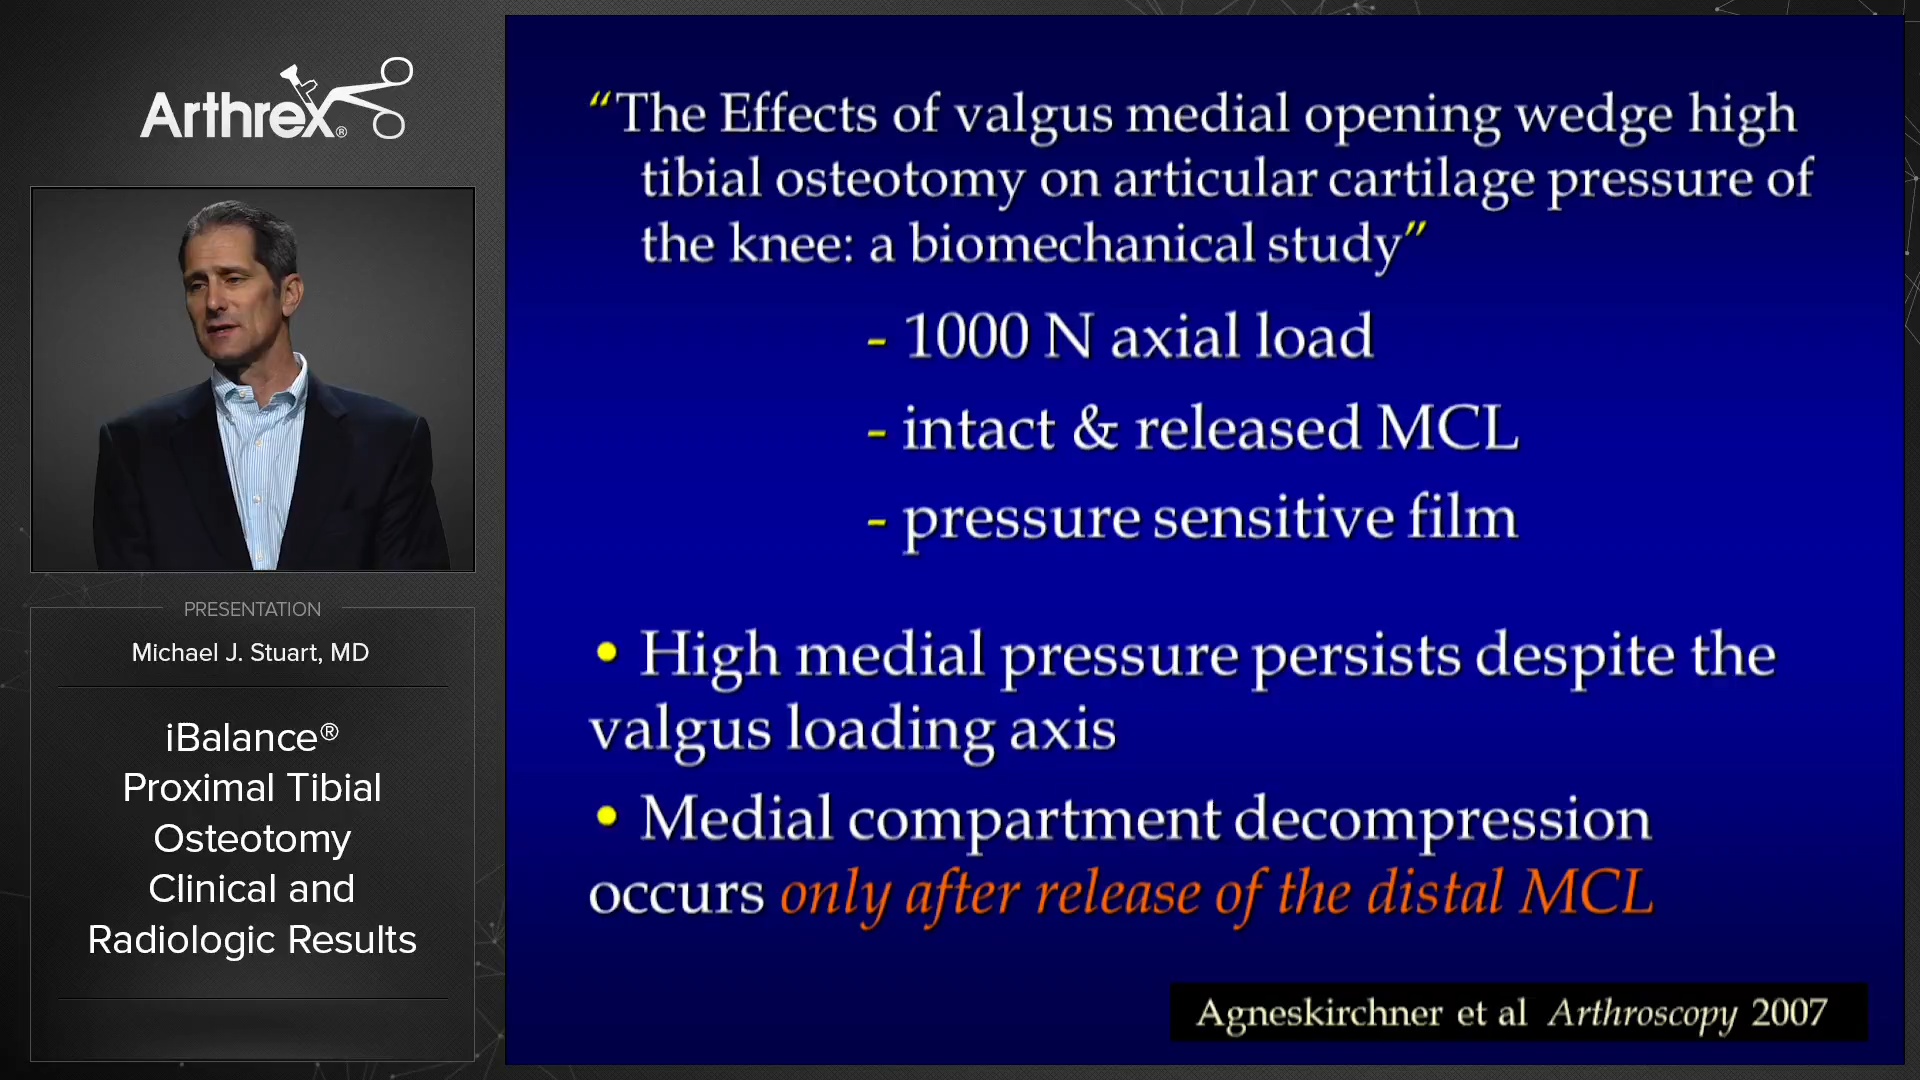 Arthrex®
PRESENTATION
Michael J. Stuart, MD
iBalance®
Proximal Tibial
Osteotomy
Clinical and
Radiologic Results
“The Effects of valgus medial opening wedge high
tibial osteotomy on articular cartilage pressure of
the knee: a biomechanical study”
- 1000 N axial load
- intact & released MCL
- pressure sensitive film
• High medial pressure persists despite the
valgus loading axis
• Medial compartment decompression
occurs only after release of the distal MCL
Agneskirchner et al Arthroscopy 2007